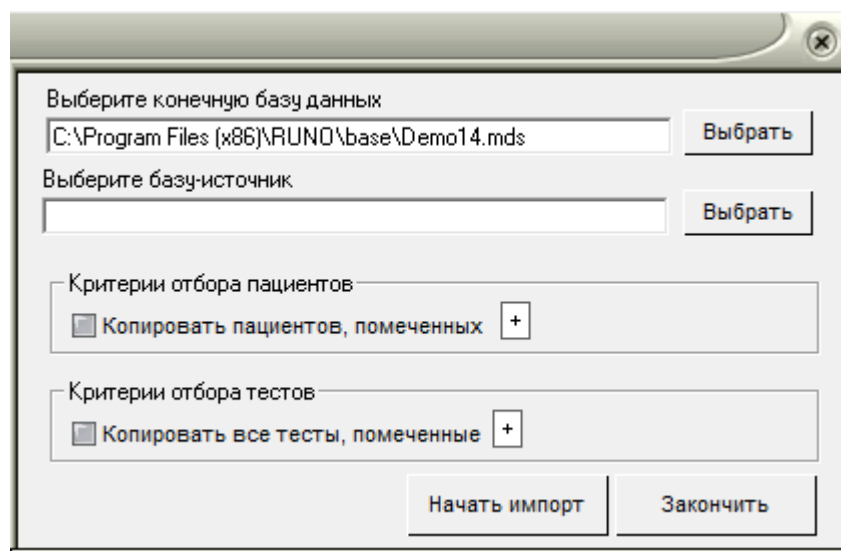 Выберите конечную базу данных
C:\Program Files (x86)\RUNO\base\Demo14.mds
Выбрать
Выберите базу-источник
Выбрать
Критерии отбора пациентов
Копировать пациентов, помеченных +
Критерии отбора тестов
Копировать все тесты, помеченные +
Начать импорт Закончить